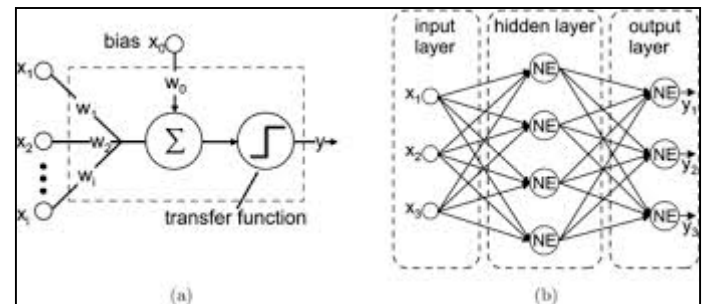 bias x₀
x₁
w₀
w₁
x₂
w₂
Σ
y
wᵢ
xᵢ
transfer function
(a)
input layer
hidden layer
output layer
x₁
x₂
x₃
NE
NE
NE
NE
NE
NE
NE
y₁
y₂
y₃
(b)